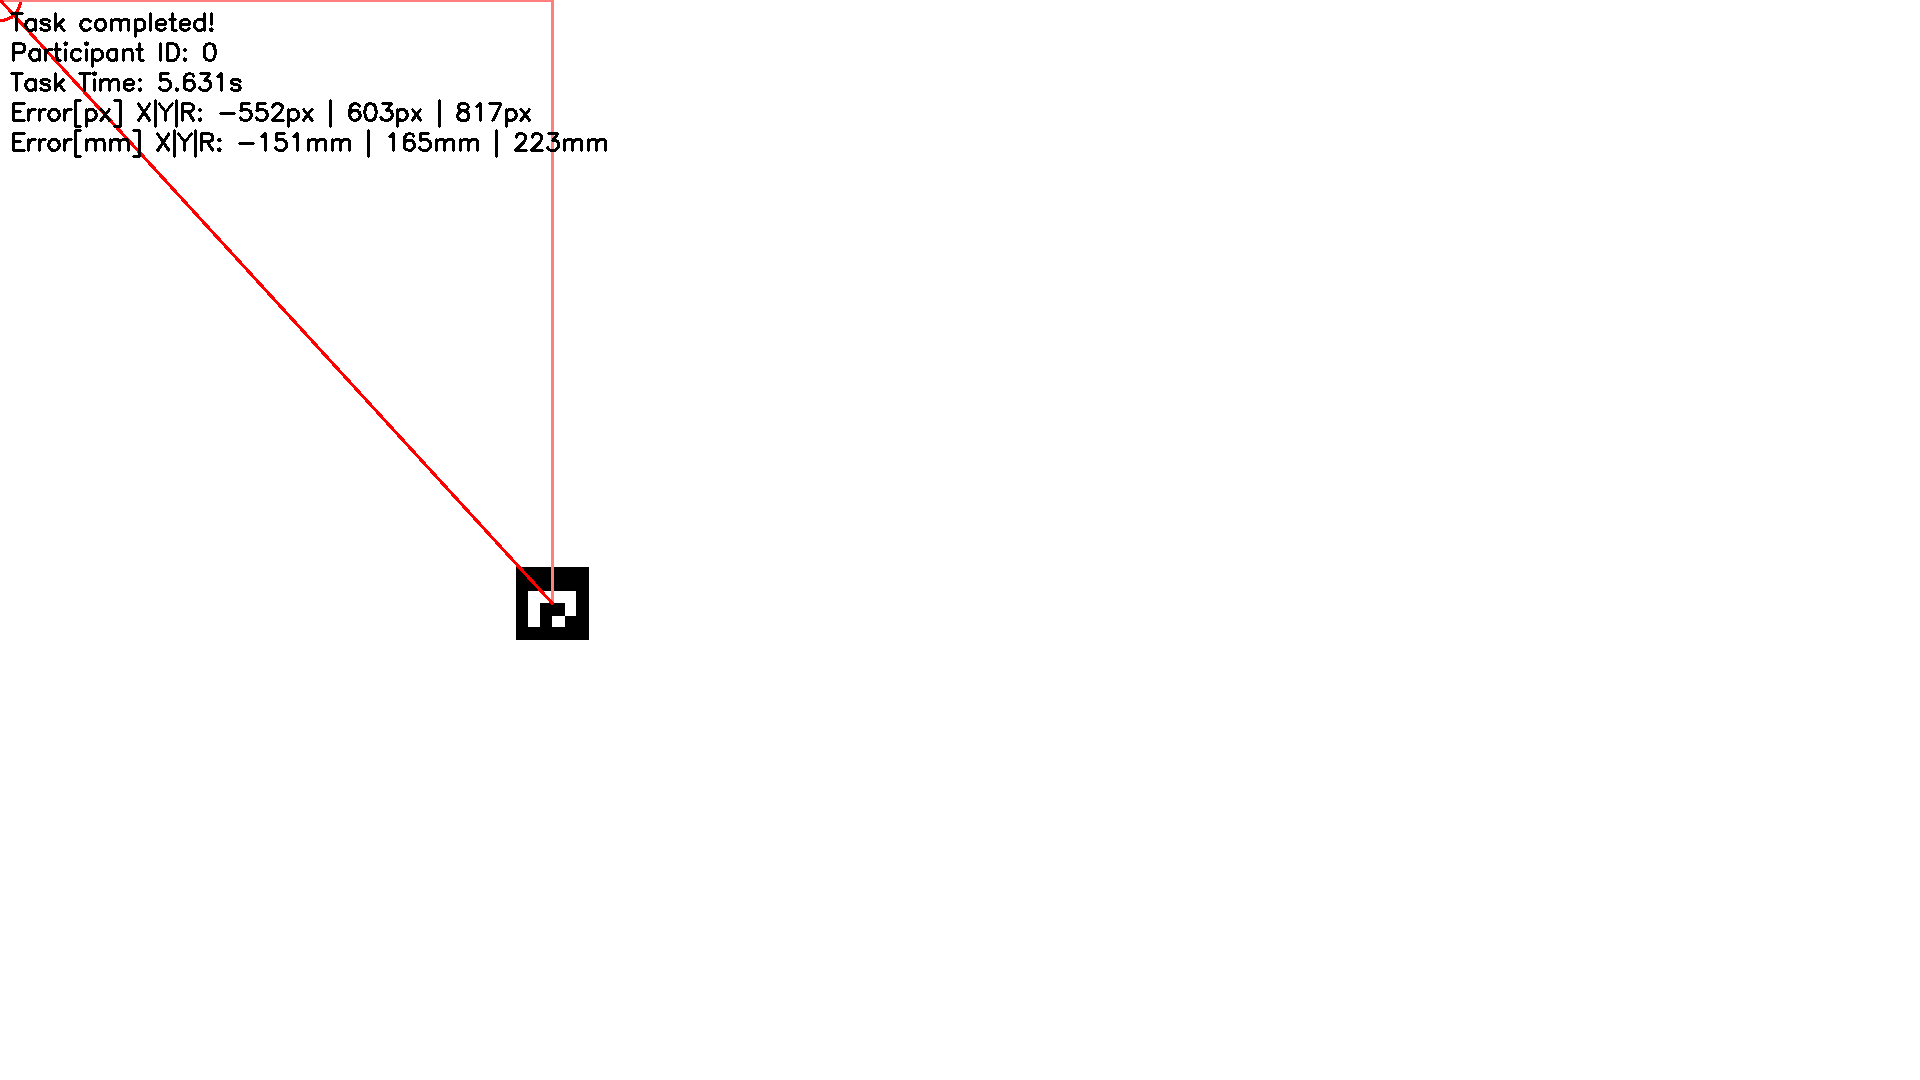 Task completed!
Participant ID: 0
Task Time: 5.631s
Error[px] X|Y|R: -552px | 603px | 817px
Error[mm] X|Y|R: -151mm | 165mm | 223mm